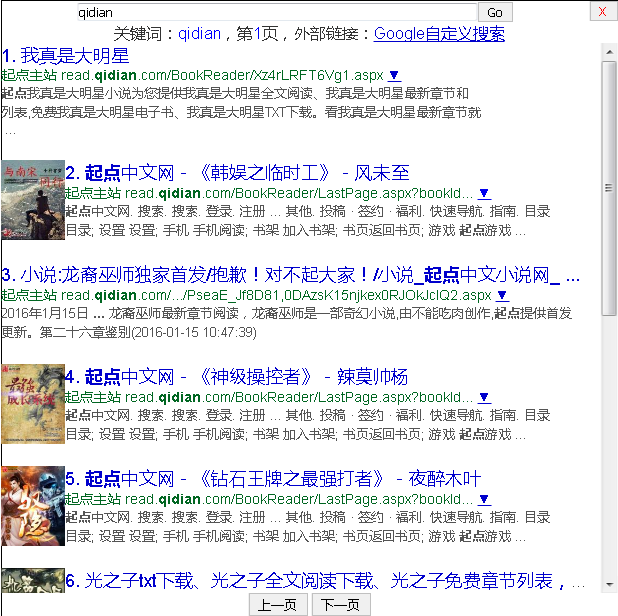 qidian Go X
关键词：qidian，第1页，外部链接：Google自定义搜索
1. 我真是大明星
起点主站 read.qidian.com/BookReader/Xz4rLRFT6Vg1.aspx ▼
起点我真是大明星小说为您提供我真是大明星全文阅读、我真是大明星最新章节和
列表,免费我真是大明星电子书、我真是大明星TXT下载。看我真是大明星最新章节就
...
2. 起点中文网 - 《韩娱之临时工》 - 风未至
起点主站 read.qidian.com/BookReader/LastPage.aspx?bookId... ▼
起点中文网. 搜索. 搜索. 登录. 注册 ... 其他. 投稿 · 签约 · 福利. 快速导航. 指南. 目录
目录; 设置 设置; 手机 手机阅读; 书架 加入书架; 书页返回书页; 游戏 起点游戏 ...
3. 小说:龙裔巫师独家首发/抱歉！对不起大家！/小说_起点中文小说网_ ...
起点主站 read.qidian.com/.../PseaE_Jf8D81,0DAzsK15njkex0RJOkJclQ2.aspx ▼
2016年1月15日 ... 龙裔巫师最新章节阅读，龙裔巫师是一部奇幻小说,由不能吃肉创作,起点提供首发
更新。第二十六章鉴别(2016-01-15 10:47:39)
4. 起点中文网 - 《神级操控者》 - 辣莫帅杨
起点主站 read.qidian.com/BookReader/LastPage.aspx?bookId... ▼
起点中文网. 搜索. 搜索. 登录. 注册 ... 其他. 投稿 · 签约 · 福利. 快速导航. 指南. 目录
目录; 设置 设置; 手机 手机阅读; 书架 加入书架; 书页返回书页; 游戏 起点游戏 ...
5. 起点中文网 - 《钻石王牌之最强打者》 - 夜醉木叶
起点主站 read.qidian.com/BookReader/LastPage.aspx?bookId... ▼
起点中文网. 搜索. 搜索. 登录. 注册 ... 其他. 投稿 · 签约 · 福利. 快速导航. 指南. 目录
目录; 设置 设置; 手机 手机阅读; 书架 加入书架; 书页返回书页; 游戏 起点游戏 ...
6. 光之子txt下载、光之子全文阅读下载、光之子免费章节列表，...
上一页 下一页